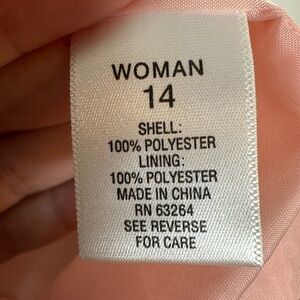 WOMAN
14
SHELL:
100% POLYESTER
LINING:
100% POLYESTER
MADE IN CHINA
RN 63264
SEE REVERSE
FOR CARE